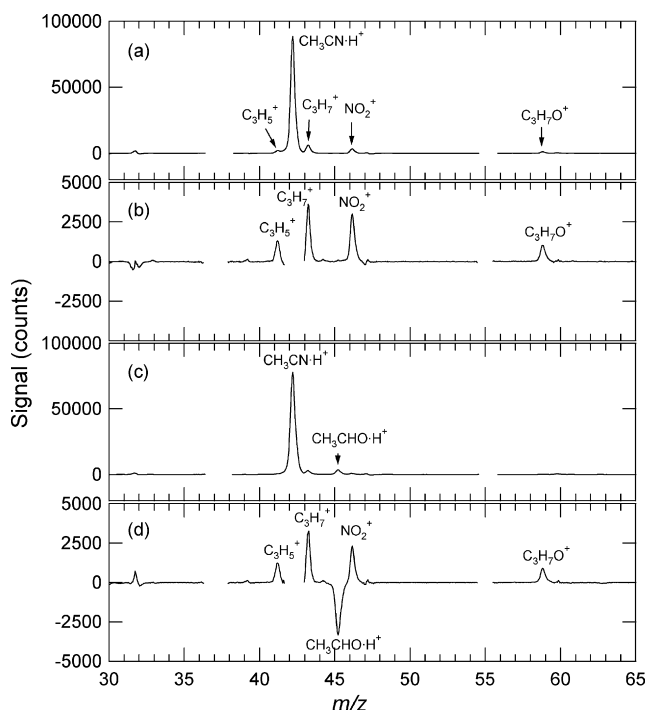 Signal (counts)
(a)
100000
50000
0
CH₃CN·H⁺
C₃H₅⁺
C₃H₇⁺
NO₂⁺
C₃H₇O⁺
(b)
5000
2500
0
-2500
C₃H₅⁺
C₃H₇⁺
NO₂⁺
C₃H₇O⁺
(c)
100000
50000
0
CH₃CN·H⁺
CH₃CHO·H⁺
(d)
5000
2500
0
-2500
-5000
C₃H₅⁺
C₃H₇⁺
NO₂⁺
C₃H₇O⁺
CH₃CHO·H⁺
30 35 40 45 50 55 60 65
m/z